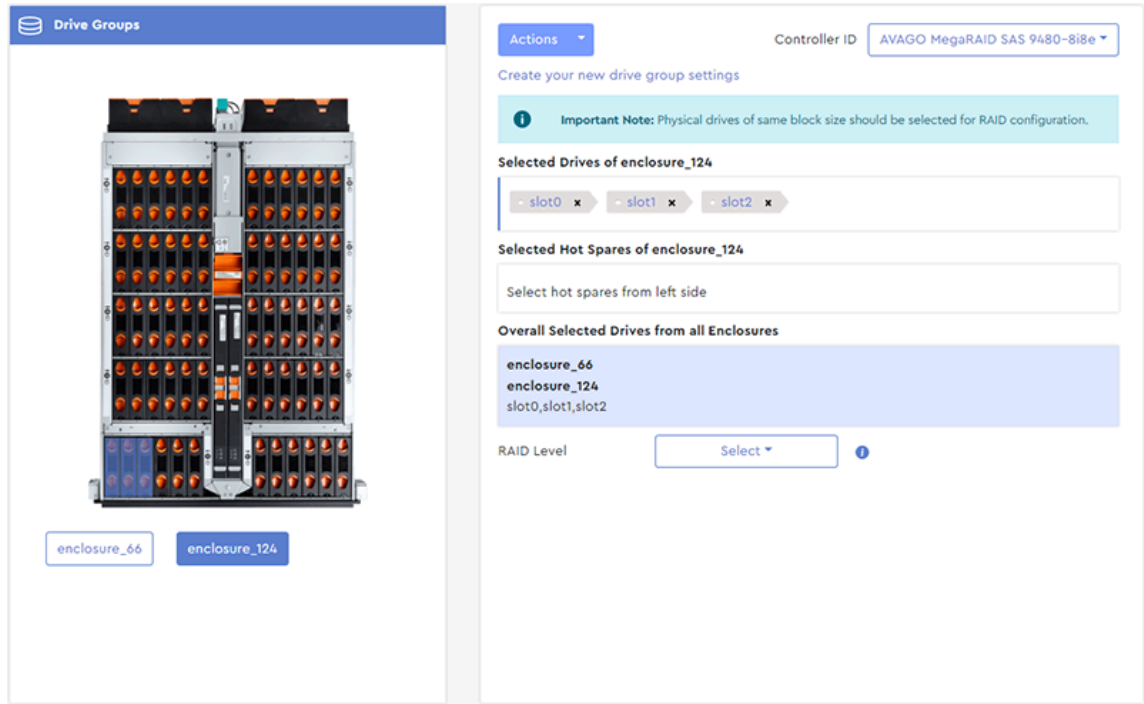 Drive Groups
Actions
Controller ID
AVAGO MegaRAID SAS 9480-8i8e
Create your new drive group settings
Important Note: Physical drives of same block size should be selected for RAID configuration.
Selected Drives of enclosure_124
- slot0 x - slot1 x - slot2 x
Selected Hot Spares of enclosure_124
Select hot spares from left side
Overall Selected Drives from all Enclosures
enclosure_66
enclosure_124
slot0,slot1,slot2
RAID Level
Select
enclosure_66
enclosure_124